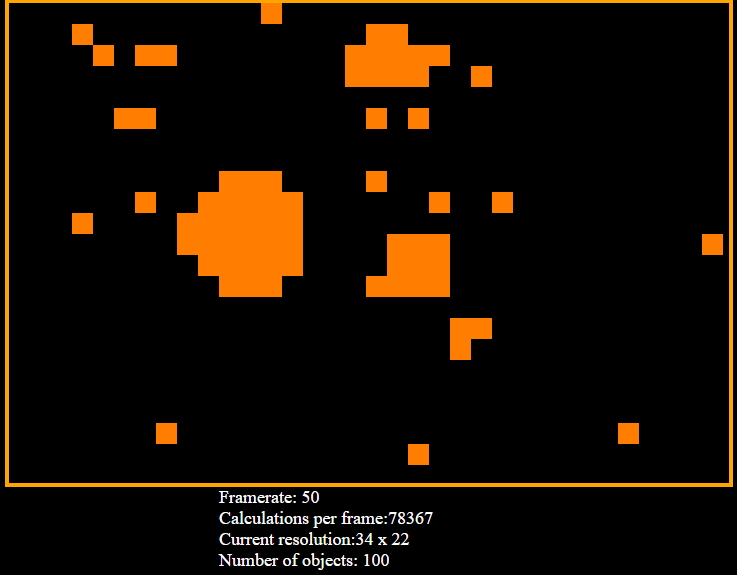 Framerate: 50
Calculations per frame:78367
Current resolution:34 x 22
Number of objects: 100